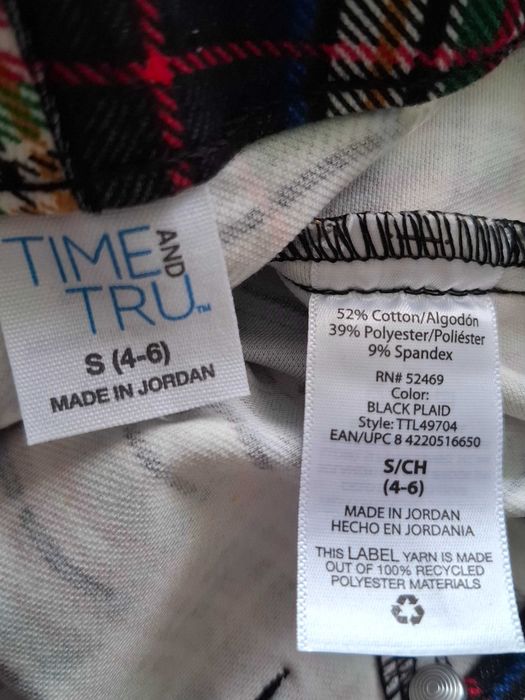 TIME AND
TRU™
S (4-6)
MADE IN JORDAN
52% Cotton/Algodón
39% Polyester/Poliéster
9% Spandex
RN# 52469
Color:
BLACK PLAID
Style: TTL49704
EAN/UPC 8 4220516650
S/CH
(4-6)
MADE IN JORDAN
HECHO EN JORDANIA
THIS LABEL YARN IS MADE
OUT OF 100% RECYCLED
POLYESTER MATERIALS